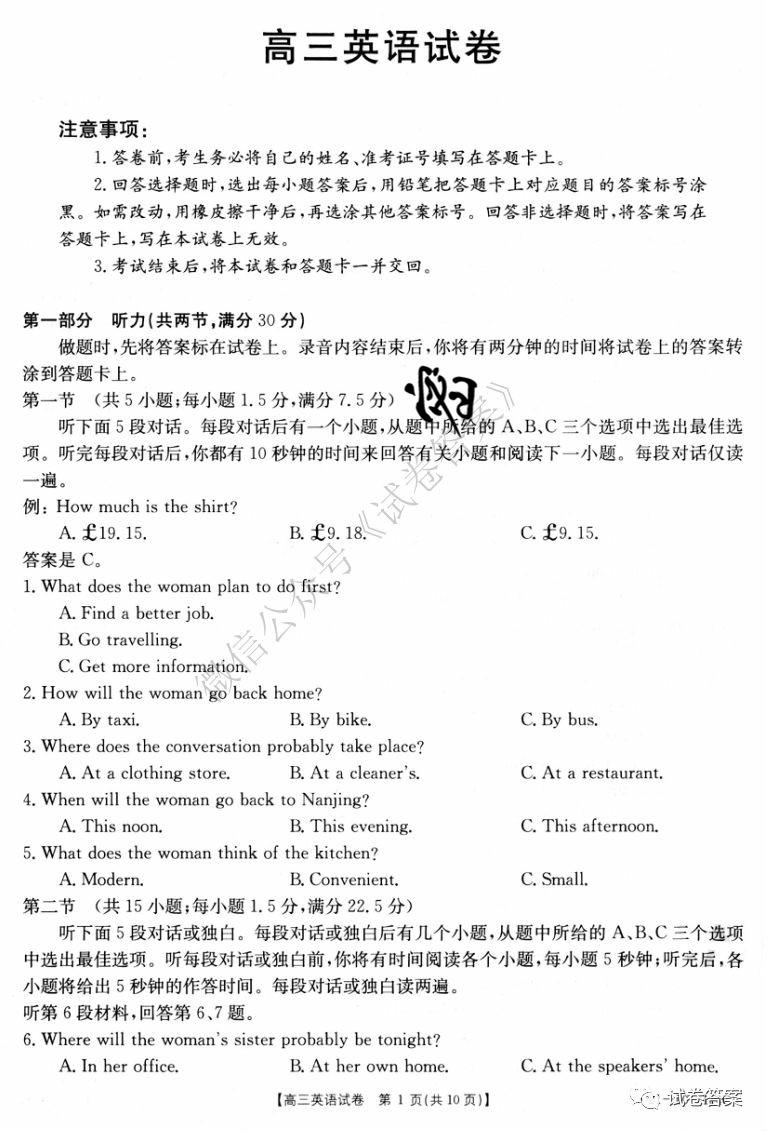 高三英语试卷
注意事项:
1.答卷前,考生务必将自己的姓名、准考证号填写在答题卡上。
2.回答选择题时,选出每小题答案后,用铅笔把答题卡上对应题目的答案标号涂
黑。如需改动,用橡皮擦干净后,再选涂其他答案标号。回答非选择题时,将答案写在
答题卡上,写在本试卷上无效。
3.考试结束后,将本试卷和答题卡一并交回。
第一部分 听力(共两节,满分30分)
做题时,先将答案标在试卷上。录音内容结束后,你将有两分钟的时间将试卷上的答案转
涂到答题卡上。
第一节 (共5小题;每小题1.5分,满分7.5分)
听下面5段对话。每段对话后有一个小题,从题中所给的A、B、C三个选项中选出最佳选
项。听完每段对话后,你都有10秒钟的时间来回答有关小题和阅读下一小题。每段对话仅读
一遍。
例: How much is the shirt?
A. £19.15. B. £9.18. C. £9.15.
答案是C。
1. What does the woman plan to do first?
A. Find a better job.
B. Go travelling.
C. Get more information.
2. How will the woman go back home?
A. By taxi. B. By bike. C. By bus.
3. Where does the conversation probably take place?
A. At a clothing store. B. At a cleaner's. C. At a restaurant.
4. When will the woman go back to Nanjing?
A. This noon. B. This evening. C. This afternoon.
5. What does the woman think of the kitchen?
A. Modern. B. Convenient. C. Small.
第二节 (共15小题;每小题1.5分,满分22.5分)
听下面5段对话或独白。每段对话或独白后有几个小题,从题中所给的A、B、C三个选项
中选出最佳选项。听每段对话或独白前,你将有时间阅读各个小题,每小题5秒钟;听完后,各
小题将给出5秒钟的作答时间。每段对话或独白读两遍。
听第6段材料,回答第6、7题。
6. Where will the woman's sister probably be tonight?
A. In her office. B. At her own home. C. At the speakers' home.
【高三英语试卷 第1页(共10页)】
微信公众号《试卷答案》
试卷答案